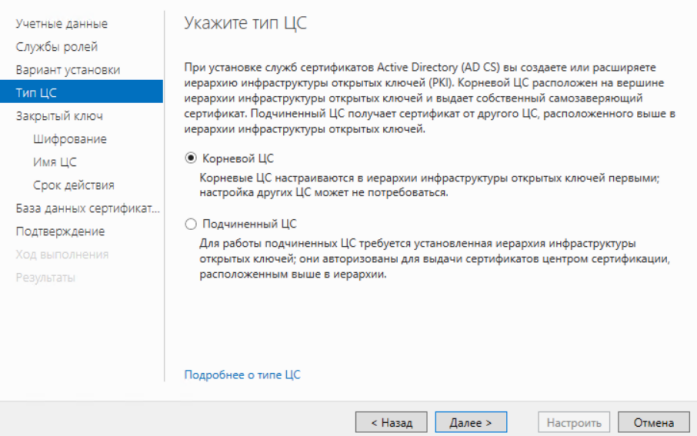 Учетные данные
Службы ролей
Вариант установки
Тип ЦС
Закрытый ключ
Шифрование
Имя ЦС
Срок действия
База данных сертификат...
Подтверждение
Ход выполнения
Результаты
Укажите тип ЦС
При установке служб сертификатов Active Directory (AD CS) вы создаете или расширяете
иерархию инфраструктуры открытых ключей (PKI). Корневой ЦС расположен на вершине
иерархии инфраструктуры открытых ключей и выдает собственный самозаверяющий
сертификат. Подчиненный ЦС получает сертификат от другого ЦС, расположенного выше в
иерархии инфраструктуры открытых ключей.
Корневой ЦС
Корневые ЦС настраиваются в иерархии инфраструктуры открытых ключей первыми;
настройка других ЦС может не потребоваться.
Подчиненный ЦС
Для работы подчиненных ЦС требуется установленная иерархия инфраструктуры
открытых ключей; они авторизованы для выдачи сертификатов центром сертификации,
расположенным выше в иерархии.
Подробнее о типе ЦС
< Назад Далее > Настроить Отмена